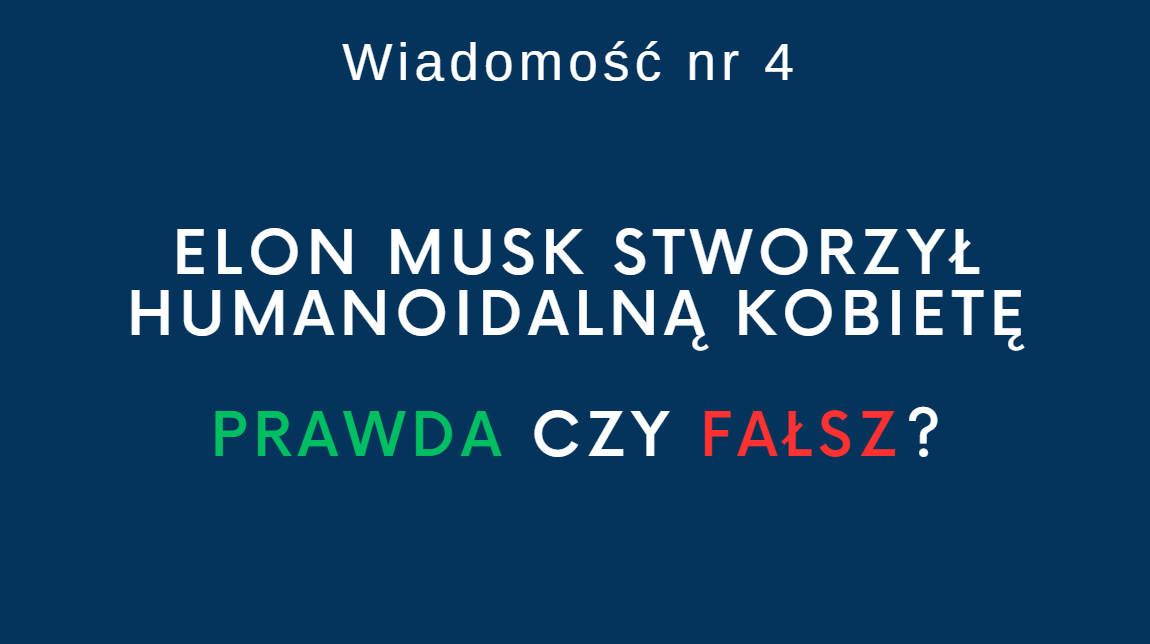 Wiadomość nr 4
ELON MUSK STWORZYŁ
HUMANOIDALNĄ KOBIETĘ
PRAWDA CZY FAŁSZ?